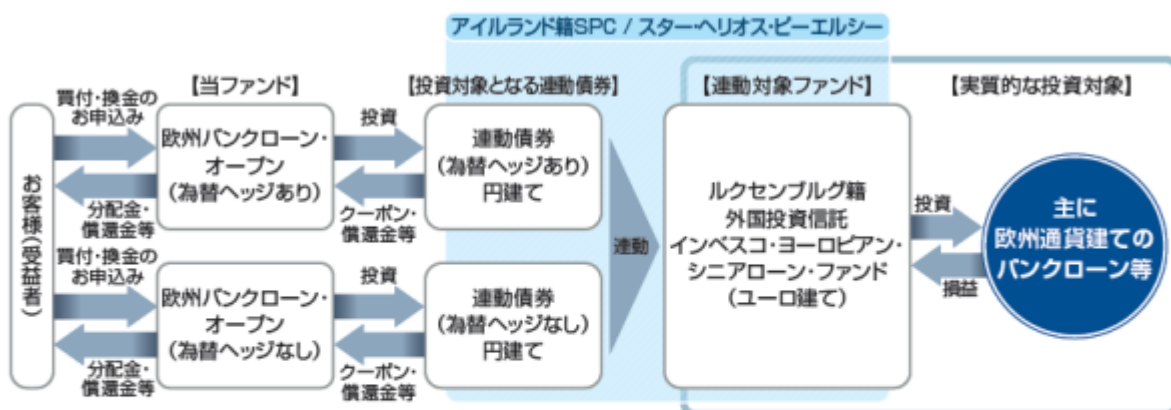 アイルランド籍SPC / スター・ヘリオス・ピーエルシー
【当ファンド】
【投資対象となる連動債券】
【連動対象ファンド】
【実質的な投資対象】
お客様(受益者)
買付・換金の
お申込み
分配金・
償還金等
欧州バンクローン・
オープン
(為替ヘッジあり)
投資
クーポン・
償還金等
連動債券
(為替ヘッジあり)
円建て
買付・換金の
お申込み
分配金・
償還金等
欧州バンクローン・
オープン
(為替ヘッジなし)
投資
クーポン・
償還金等
連動債券
(為替ヘッジなし)
円建て
連動
ルクセンブルグ籍
外国投資信託
インベスコ・ヨーロピアン・
シニアローン・ファンド
(ユーロ建て)
投資
損益
主に
欧州通貨建ての
バンクローン等